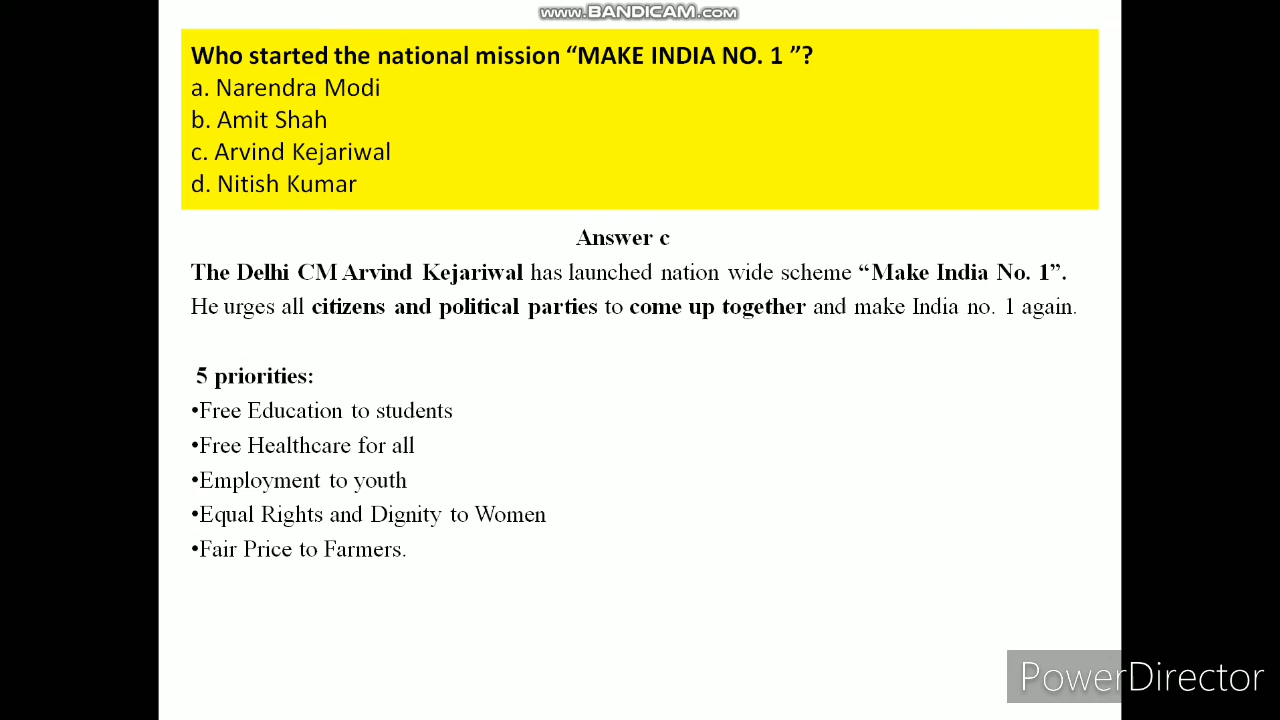 www.BANDICAM.com
Who started the national mission “MAKE INDIA NO. 1 ”?
a. Narendra Modi
b. Amit Shah
c. Arvind Kejariwal
d. Nitish Kumar
Answer c
The Delhi CM Arvind Kejariwal has launched nation wide scheme “Make India No. 1”.
He urges all citizens and political parties to come up together and make India no. 1 again.
5 priorities:
•Free Education to students
•Free Healthcare for all
•Employment to youth
•Equal Rights and Dignity to Women
•Fair Price to Farmers.
PowerDirector